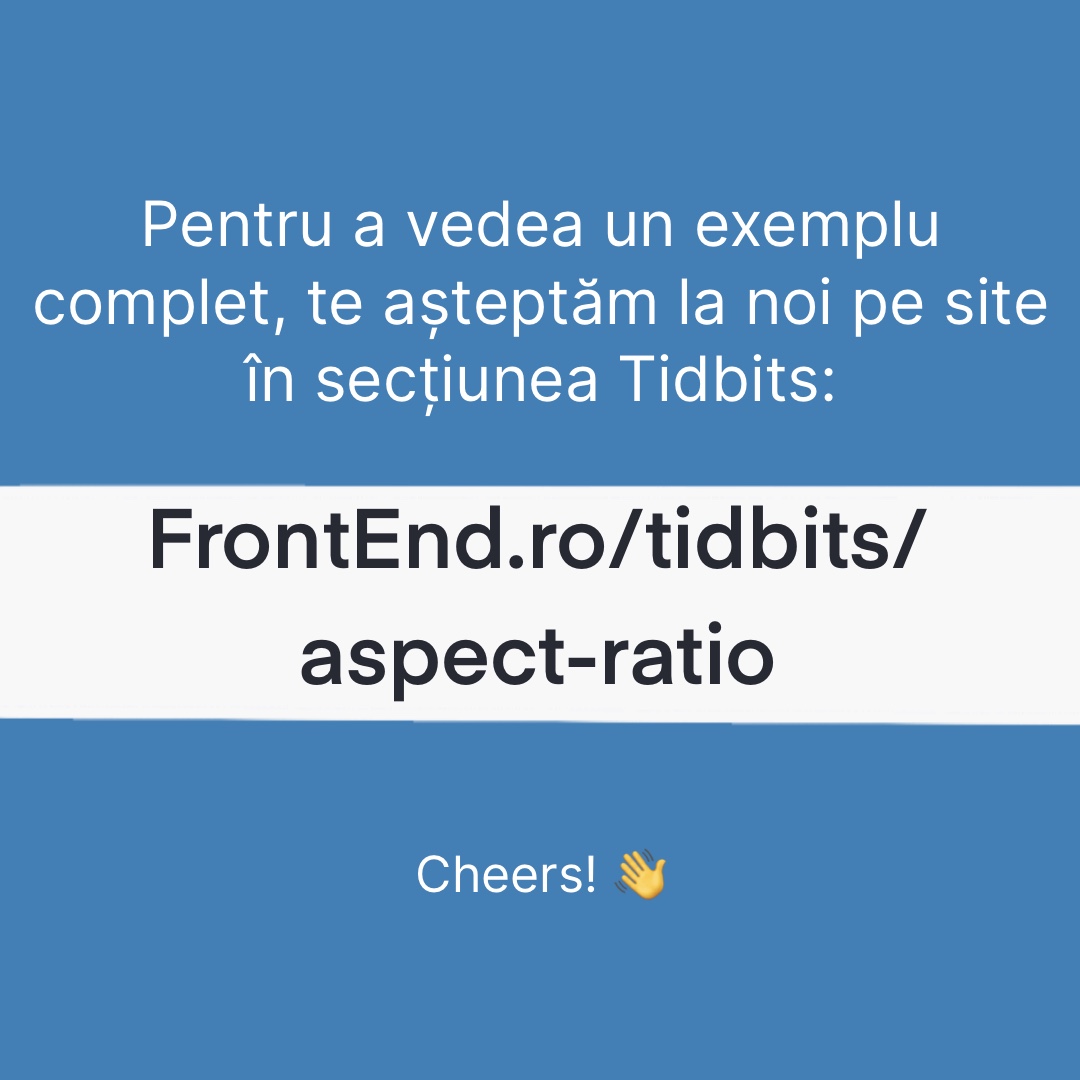 Pentru a vedea un exemplu
complet, te așteptăm la noi pe site
în secțiunea Tidbits:
FrontEnd.ro/tidbits/
aspect-ratio
Cheers! 👋